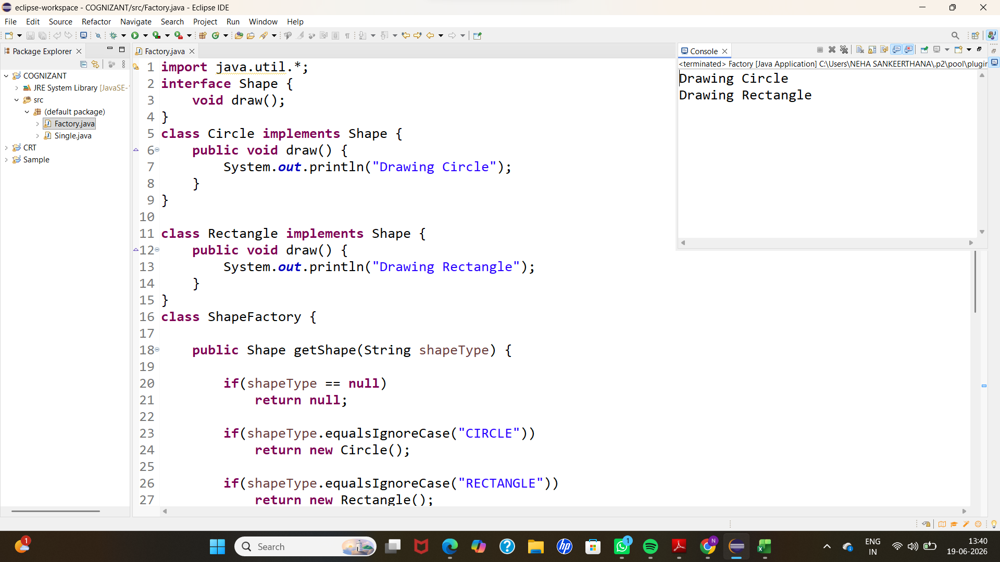 eclipse-workspace - COGNIZANT/src/Factory.java - Eclipse IDE
File Edit Source Refactor Navigate Search Project Run Window Help
Package Explorer
COGNIZANT
JRE System Library [JavaSE-
src
(default package)
Factory.java
Single.java
CRT
Sample
Factory.java
1 import java.util.*;
2 interface Shape {
3     void draw();
4 }
5 class Circle implements Shape {
6     public void draw() {
7         System.out.println("Drawing Circle");
8     }
9 }
10
11 class Rectangle implements Shape {
12     public void draw() {
13         System.out.println("Drawing Rectangle");
14     }
15 }
16 class ShapeFactory {
17
18     public Shape getShape(String shapeType) {
19
20         if(shapeType == null)
21             return null;
22
23         if(shapeType.equalsIgnoreCase("CIRCLE"))
24             return new Circle();
25
26         if(shapeType.equalsIgnoreCase("RECTANGLE"))
27             return new Rectangle();
Console
<terminated> Factory [Java Application] C:\Users\NEHA SANKEERTHANA\.p2\pool\plugin
Drawing Circle
Drawing Rectangle
1
Search
hp
1
N
ENG
IN
13:40
19-06-2026